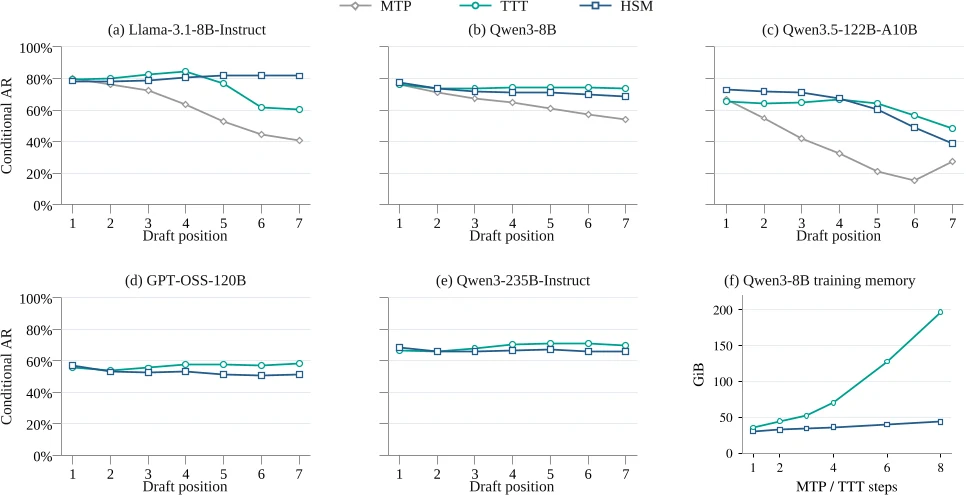 MTP TTT HSM
(a) Llama-3.1-8B-Instruct
100%
80%
60%
40%
20%
0%
Conditional AR
1 2 3 4 5 6 7
Draft position
(b) Qwen3-8B
1 2 3 4 5 6 7
Draft position
(c) Qwen3.5-122B-A10B
1 2 3 4 5 6 7
Draft position
(d) GPT-OSS-120B
100%
80%
60%
40%
20%
0%
Conditional AR
1 2 3 4 5 6 7
Draft position
(e) Qwen3-235B-Instruct
1 2 3 4 5 6 7
Draft position
(f) Qwen3-8B training memory
200
150
100
50
0
GiB
1 2 4 6 8
MTP / TTT steps